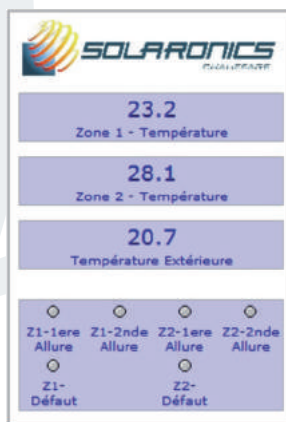 SOLARONICS
CHAUFFAGE
23.2
Zone 1 - Température
28.1
Zone 2 - Température
20.7
Température Extérieure
Z1-1ere Z1-2nde Z2-1ere Z2-2nde
Allure Allure Allure Allure
Z1- Z2-
Défaut Défaut